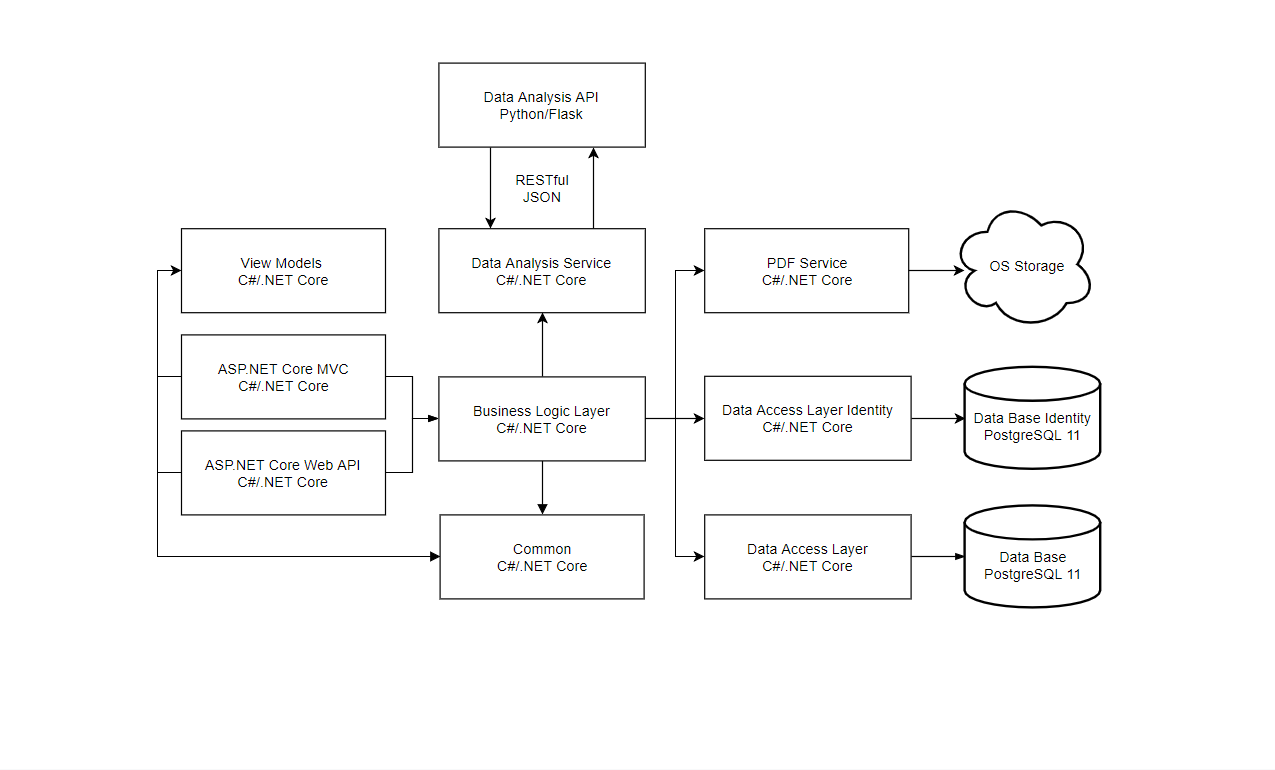 Data Analysis API
Python/Flask
RESTful
JSON
View Models
C#/.NET Core
Data Analysis Service
C#/.NET Core
PDF Service
C#/.NET Core
OS Storage
ASP.NET Core MVC
C#/.NET Core
Business Logic Layer
C#/.NET Core
Data Access Layer Identity
C#/.NET Core
Data Base Identity
PostgreSQL 11
ASP.NET Core Web API
C#/.NET Core
Common
C#/.NET Core
Data Access Layer
C#/.NET Core
Data Base
PostgreSQL 11